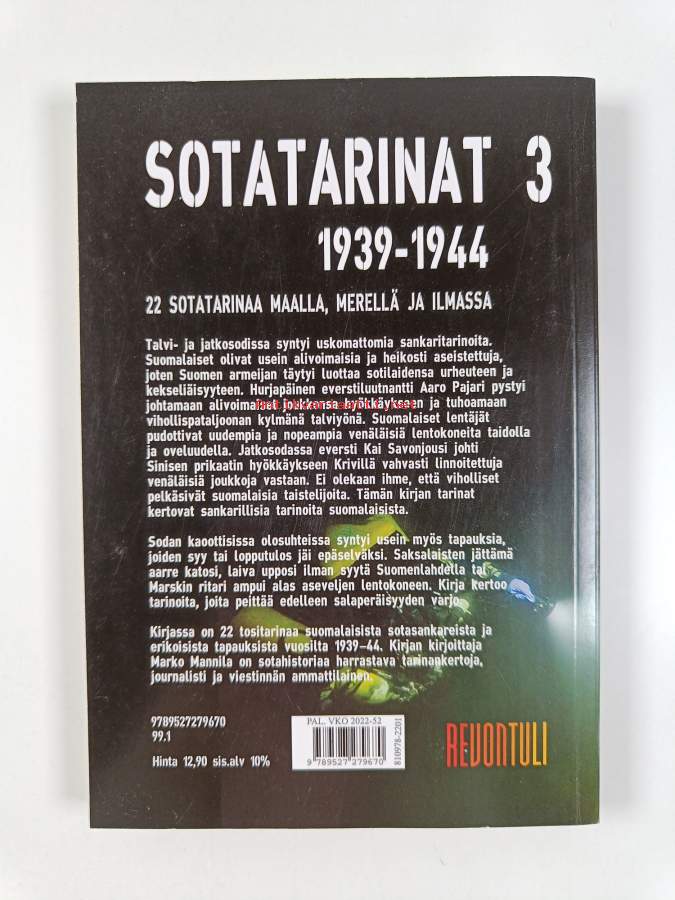 SOTATARINAT 3
1939-1944
22 SOTATARINAA MAALLA, MERELLÄ JA ILMASSA
Talvi- ja jatkosodissa syntyi uskomattomia sankaritarinoita.
Suomalaiset olivat usein alivoimaisia ja heikosti aseistettuja,
joten Suomen armeijan täytyi luottaa sotilaidensa urheuteen ja
kekseliäisyyteen. Hurjapäinen everstiluutnantti Aaro Pajari pystyi
johtamaan alivoimaiset joukkonsa hyökkäykseen ja tuhoamaan
vihollispataljoonan kylmänä talviyönä. Suomalaiset lentäjät
pudottivat uudempia ja nopeampia venäläisiä lentokoneita taidolla
ja oveluudella. Jatkosodassa eversti Kai Savonjousi johti
Sinisen prikaatin hyökkäykseen Krivillä vahvasti linnoitettuja
venäläisiä joukkoja vastaan. Ei olekaan ihme, että viholliset
pelkäsivät suomalaisia taistelijoita. Tämän kirjan tarinat
kertovat sankarillisia tarinoita suomalaisista.
Sodan kaoottisissa olosuhteissa syntyi usein myös tapauksia,
joiden syy tai lopputulos jäi epäselväksi. Saksalaisten jättämä
aarre katosi, laiva upposi ilman syytä Suomenlahdella tai
Marskin ritari ampui alas aseveljen lentokoneen. Kirja kertoo
tarinoita, joita peittää edelleen salaperäisyyden varjo.
Kirjassa on 22 tositarinaa suomalaisista sotasankareista ja
erikoisista tapauksista vuosilta 1939-44. Kirjan kirjoittaja
Marko Mannila on sotahistoriaa harrastava tarinankertoja,
journalisti ja viestinnän ammattilainen.
9789527279670
99.1
Hinta 12,90 sis.alv 10%
PAL. VKO 2022-52
9 789527 279670
810978-2201
REVONTULI